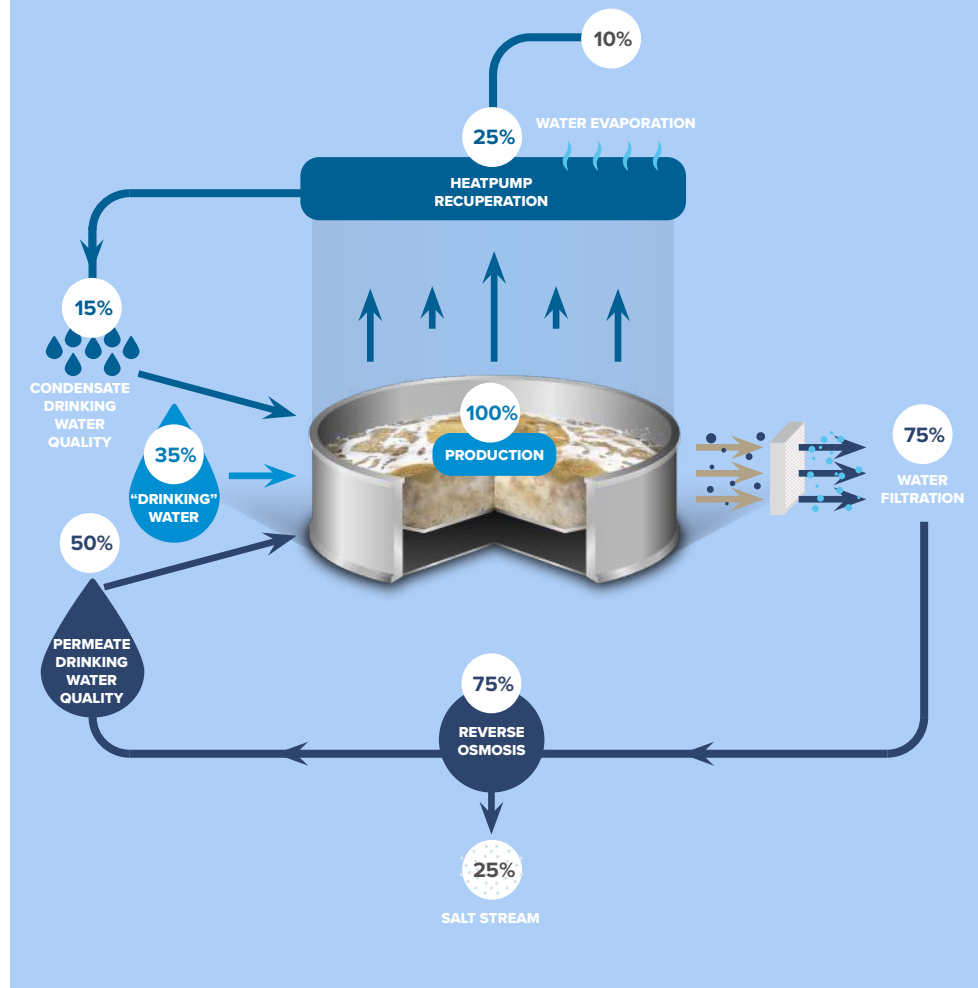 10%
25%
WATER EVAPORATION
HEATPUMP
RECUPERATION
15%
CONDENSATE
DRINKING
WATER
QUALITY
100%
PRODUCTION
35%
“DRINKING”
WATER
75%
WATER
FILTRATION
50%
PERMEATE
DRINKING
WATER
QUALITY
75%
REVERSE
OSMOSIS
25%
SALT STREAM